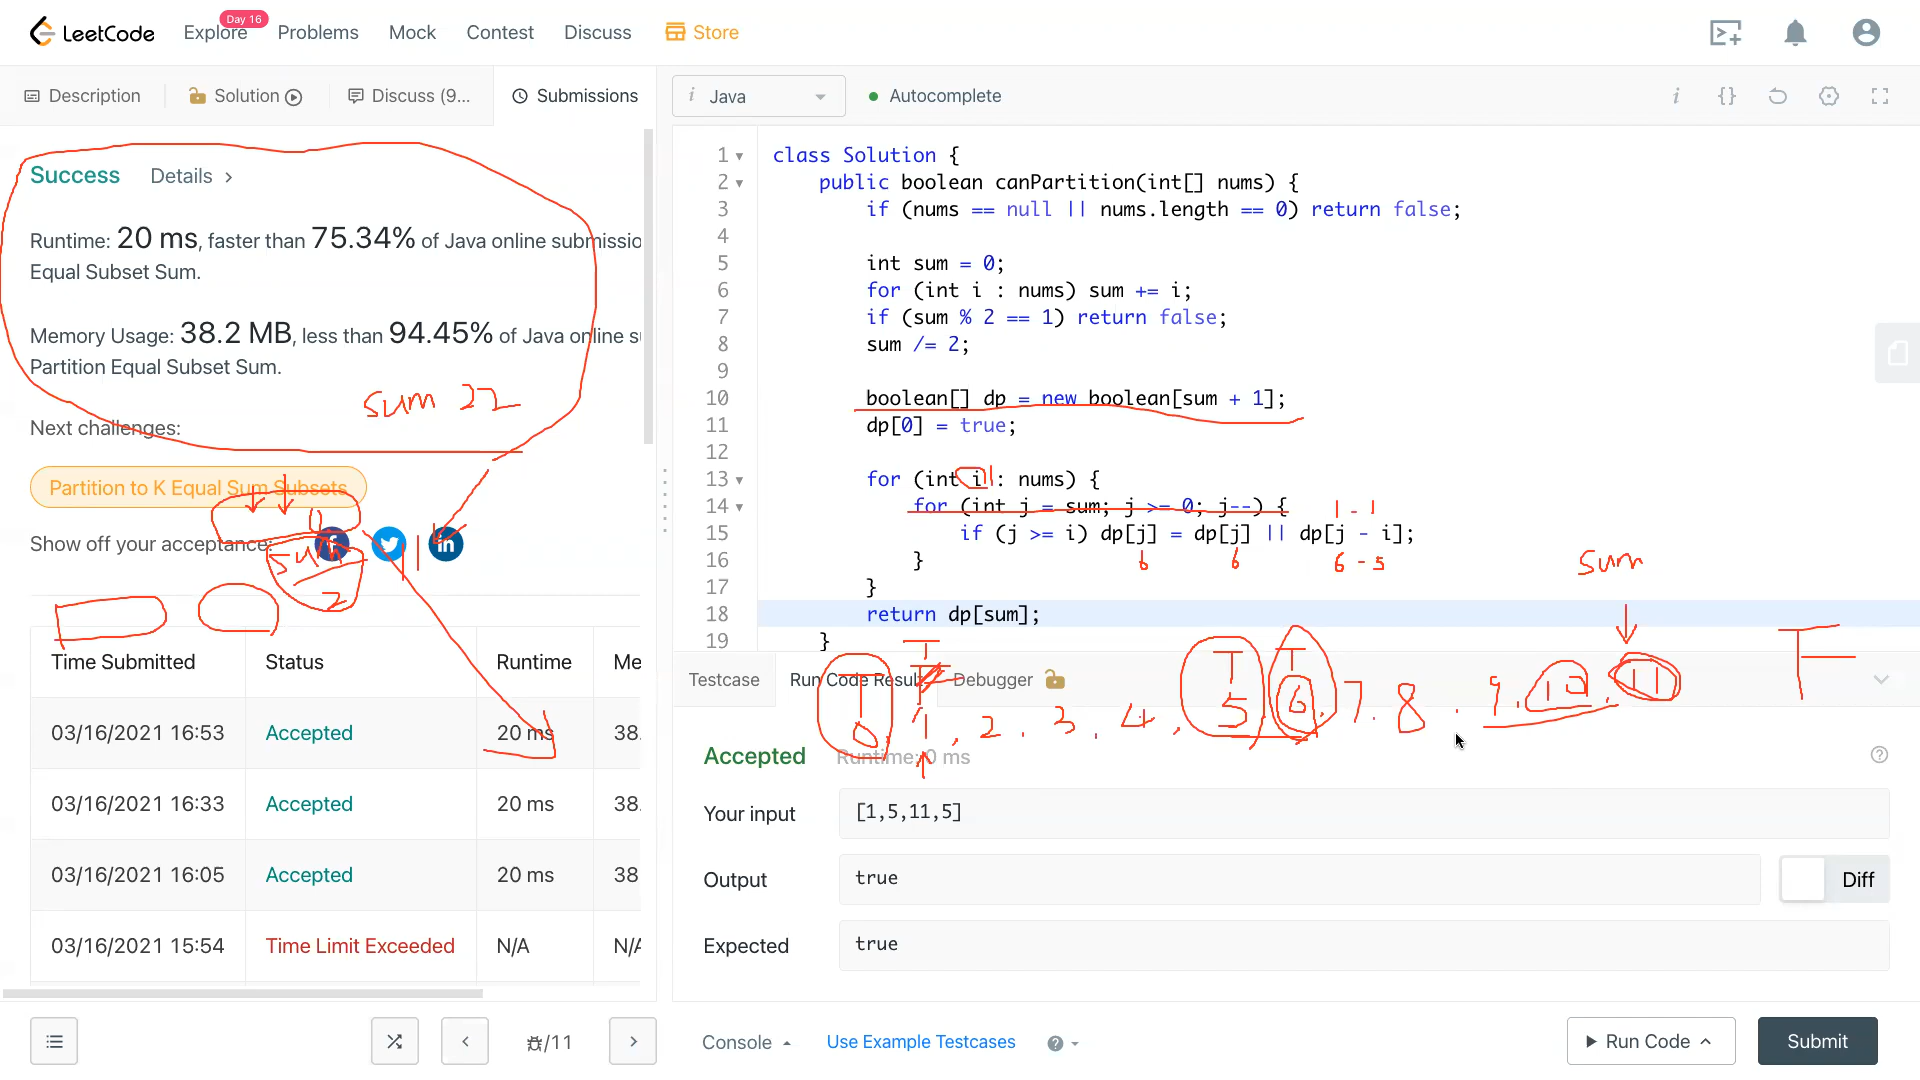 LeetCode
Explore
Day 16
Problems
Mock
Contest
Discuss
Store
Description
Solution
Discuss (9...
Submissions
i Java
Autocomplete
Success
Details >
Runtime: 20 ms, faster than 75.34% of Java online submissio
Equal Subset Sum.
Memory Usage: 38.2 MB, less than 94.45% of Java online su
Partition Equal Subset Sum.
sum 22
Next challenges:
Partition to K Equal Sum Subsets
Show off your acceptance:
11
sum
2
11
Time Submitted Status Runtime Me
03/16/2021 16:53 Accepted 20 ms 38.
03/16/2021 16:33 Accepted 20 ms 38.
03/16/2021 16:05 Accepted 20 ms 38
03/16/2021 15:54 Time Limit Exceeded N/A N/A
/11
1 class Solution {
2 public boolean canPartition(int[] nums) {
3 if (nums == null || nums.length == 0) return false;
4
5 int sum = 0;
6 for (int i : nums) sum += i;
7 if (sum % 2 == 1) return false;
8 sum /= 2;
9
10 boolean[] dp = new boolean[sum + 1];
11 dp[0] = true;
12
13 for (int i : nums) {
14 for (int j = sum; j >= 0; j--) {
1 - 1
15 if (j >= i) dp[j] = dp[j] || dp[j - i];
16 }
6 6 6 - 5
sum
17 }
18 return dp[sum];
19 }
T T T T
0, 1, 2, 3, 4, 5, 6, 7, 8, 9, 10, 11
Testcase
Run Code Result
Debugger
Accepted
Runtime: 0 ms
Your input
[1,5,11,5]
Output
true
Diff
Expected
true
Console
Use Example Testcases
Run Code
Submit